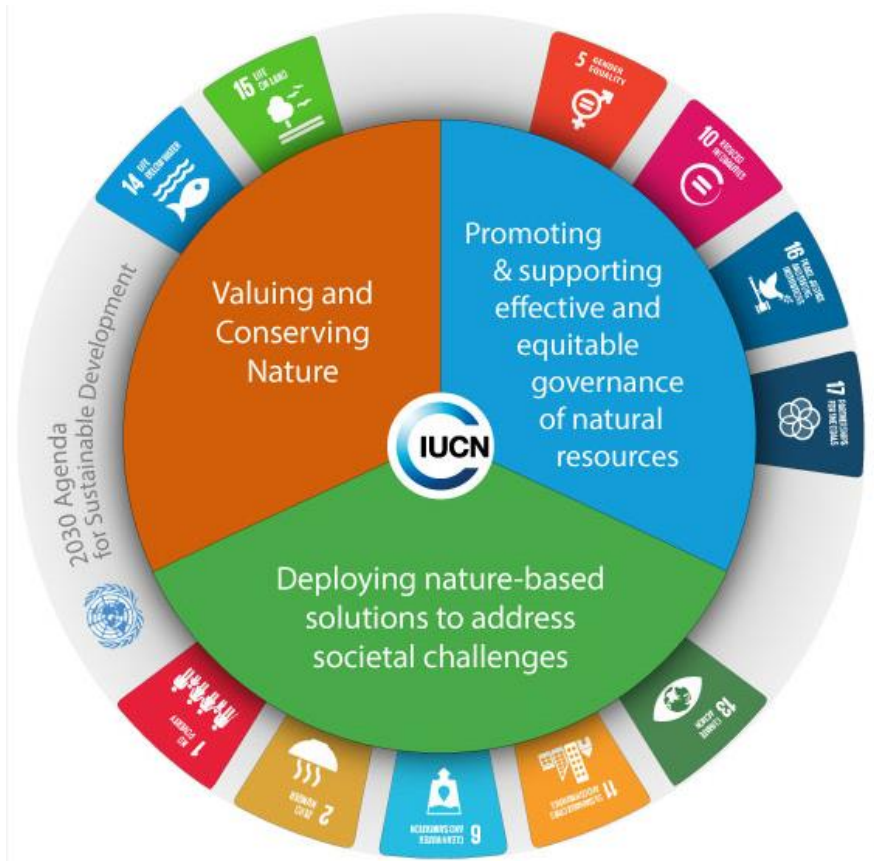 15 LIFE
ON LAND
14 LIFE
BELOW WATER
5 GENDER
EQUALITY
10 REDUCED
INEQUALITIES
16 PEACE, JUSTICE
AND STRONG
INSTITUTIONS
17 PARTNERSHIPS
FOR THE GOALS
Valuing and
Conserving
Nature
Promoting
& supporting
effective and
equitable
governance
of natural
resources
IUCN
Deploying nature-based
solutions to address
societal challenges
2030 Agenda
for Sustainable Development
1 NO
POVERTY
2 ZERO
HUNGER
6 CLEAN WATER
AND SANITATION
11 SUSTAINABLE CITIES
AND COMMUNITIES
13 CLIMATE
ACTION